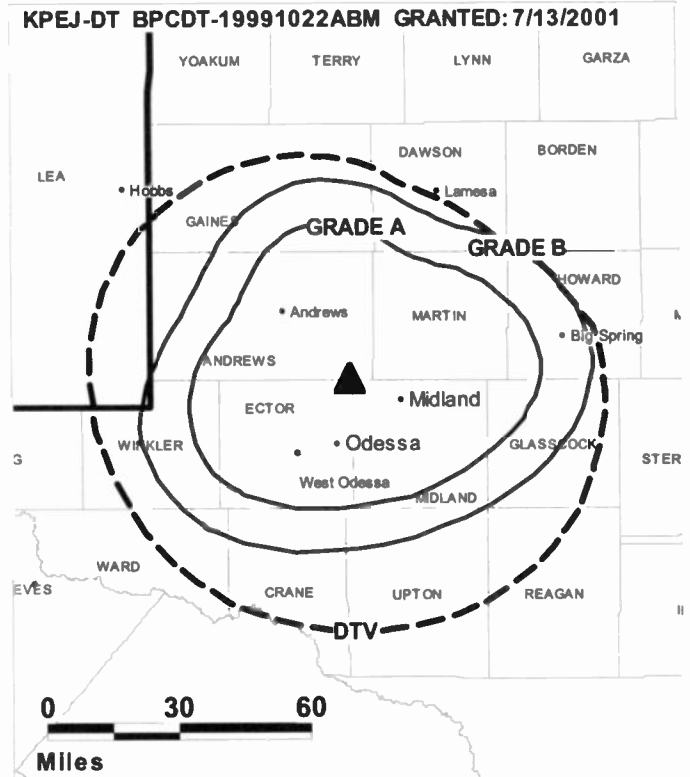 KPEJ-DT BPCDT-19991022ABM GRANTED: 7/13/2001
YOAKUM TERRY LYNN GARZA
DAWSON BORDEN
LEA Hobbs Lamesa
GAINES GRADE A
GRADE B
HOWARD
Andrews MARTIN
Big Spring
ANDREWS
Midland
ECTOR
WINKLER Odessa GLASSCOCK
G STER
West Odessa
MIDLAND
WARD
EVES CRANE UPTON REAGAN
DTV
0 30 60
Miles